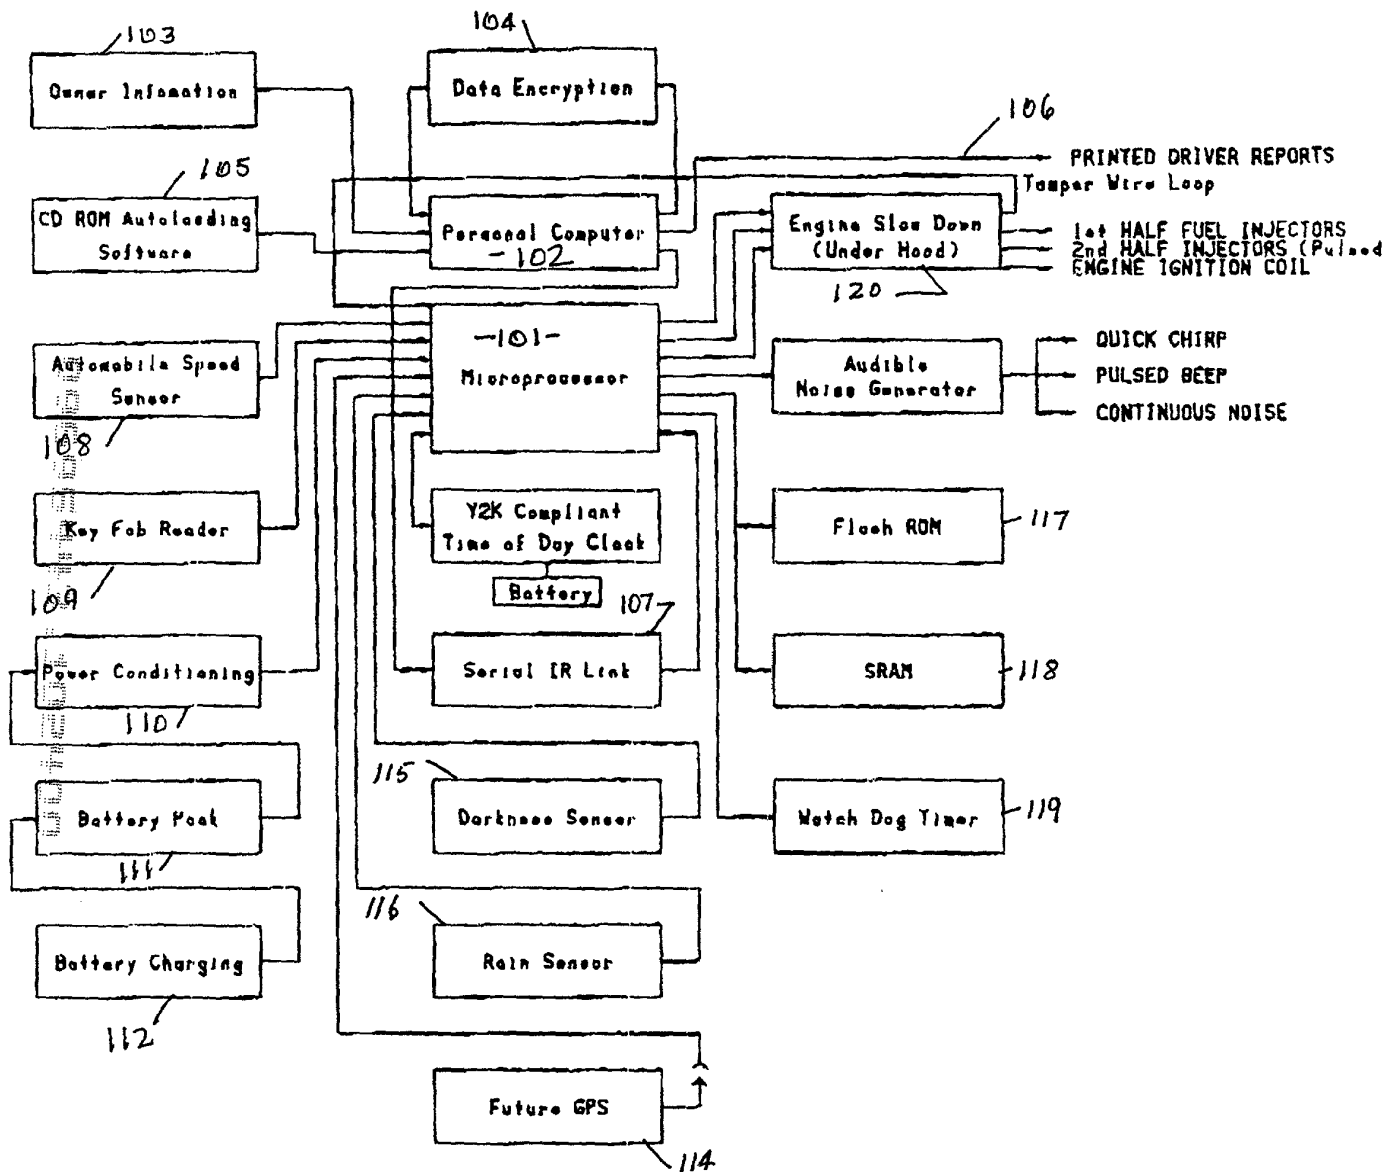 103
Owner Infomation
104
Data Encryption
106
PRINTED DRIVER REPORTS
Tamper Wire Loop
105
CD ROM Autoloading
Software
Personal Computer
-102
Engine Slow Down
(Under Hood)
120
1st HALF FUEL INJECTORS
2nd HALF INJECTORS (Pulsed
ENGINE IGNITION COIL
-101-
Microprocessor
Automobile Speed
Sensor
108
Audible
Noise Generator
QUICK CHIRP
PULSED BEEP
CONTINUOUS NOISE
Key Fob Reader
109
Y2K Compliant
Time of Day Clock
Battery
Flash ROM
117
107
Power Conditioning
110
Serial IR Link
SRAM
118
Battery Pack
111
115
Darkness Sensor
Watch Dog Timer
119
Battery Charging
112
116
Rain Sensor
Future GPS
114